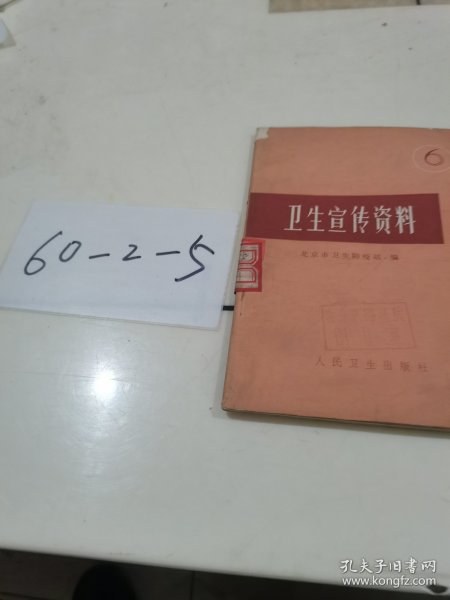 6
卫生宣传资料
北京市卫生防疫站 编
人民卫生出版社
60-2-5
孔夫子旧书网
www.kongfz.com